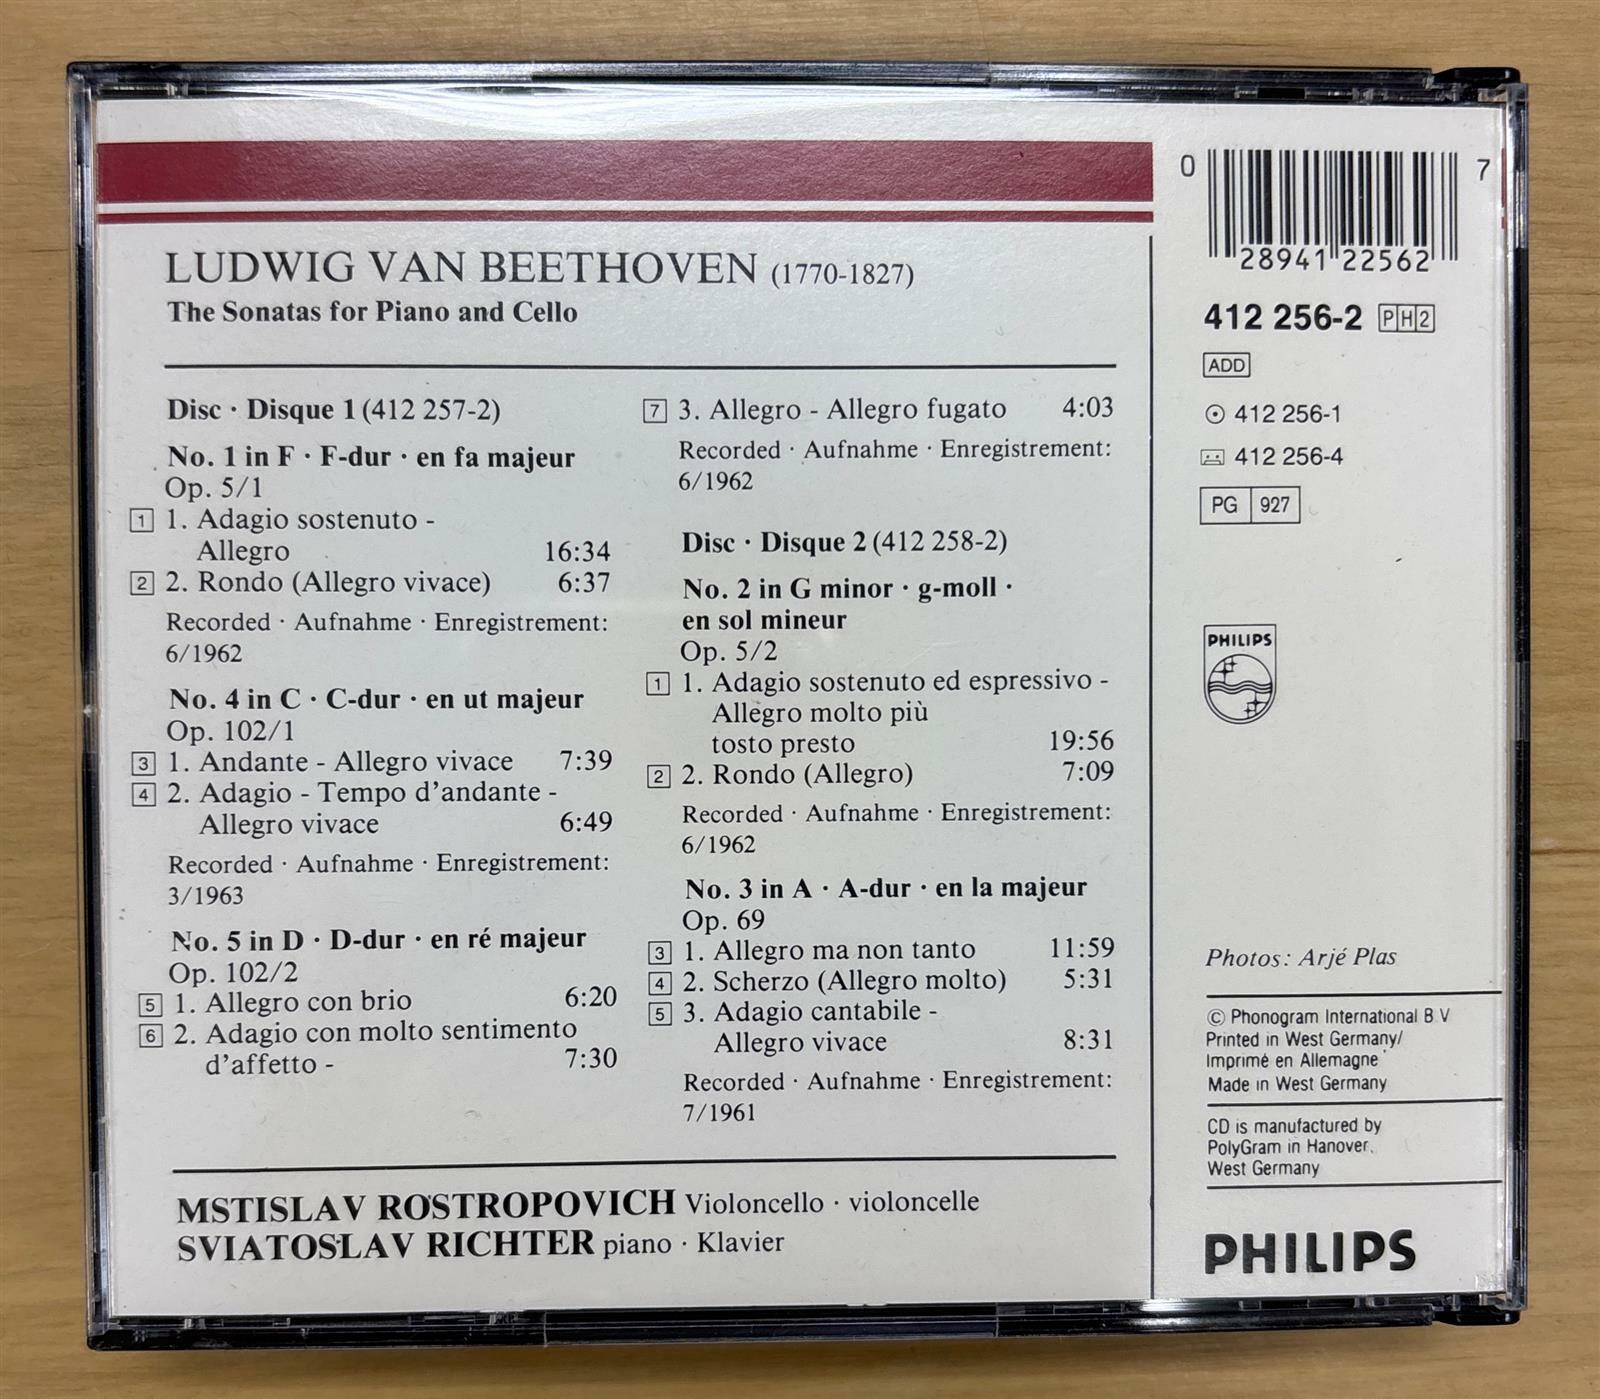 LUDWIG VAN BEETHOVEN (1770-1827)
The Sonatas for Piano and Cello
Disc · Disque 1 (412 257-2)
No. 1 in F · F-dur · en fa majeur
Op. 5/1
1 1. Adagio sostenuto -
Allegro 16:34
2 2. Rondo (Allegro vivace) 6:37
Recorded · Aufnahme · Enregistrement:
6/1962
No. 4 in C · C-dur · en ut majeur
Op. 102/1
3 1. Andante - Allegro vivace 7:39
4 2. Adagio - Tempo d'andante -
Allegro vivace 6:49
Recorded · Aufnahme · Enregistrement:
3/1963
No. 5 in D · D-dur · en ré majeur
Op. 102/2
5 1. Allegro con brio 6:20
6 2. Adagio con molto sentimento
d'affetto - 7:30
7 3. Allegro - Allegro fugato 4:03
Recorded · Aufnahme · Enregistrement:
6/1962
Disc · Disque 2 (412 258-2)
No. 2 in G minor · g-moll ·
en sol mineur
Op. 5/2
1 1. Adagio sostenuto ed espressivo -
Allegro molto più
tosto presto 19:56
2 2. Rondo (Allegro) 7:09
Recorded · Aufnahme · Enregistrement:
6/1962
No. 3 in A · A-dur · en la majeur
Op. 69
3 1. Allegro ma non tanto 11:59
4 2. Scherzo (Allegro molto) 5:31
5 3. Adagio cantabile -
Allegro vivace 8:31
Recorded · Aufnahme · Enregistrement:
7/1961
MSTISLAV ROSTROPOVICH Violoncello · violoncelle
SVIATOSLAV RICHTER piano · Klavier
0 7
28941 22562
412 256-2 PH2
ADD
412 256-1
412 256-4
PG 927
PHILIPS
Photos: Arjé Plas
© Phonogram International B.V.
Printed in West Germany/
Imprimé en Allemagne
Made in West Germany
CD is manufactured by
PolyGram in Hanover,
West Germany
PHILIPS